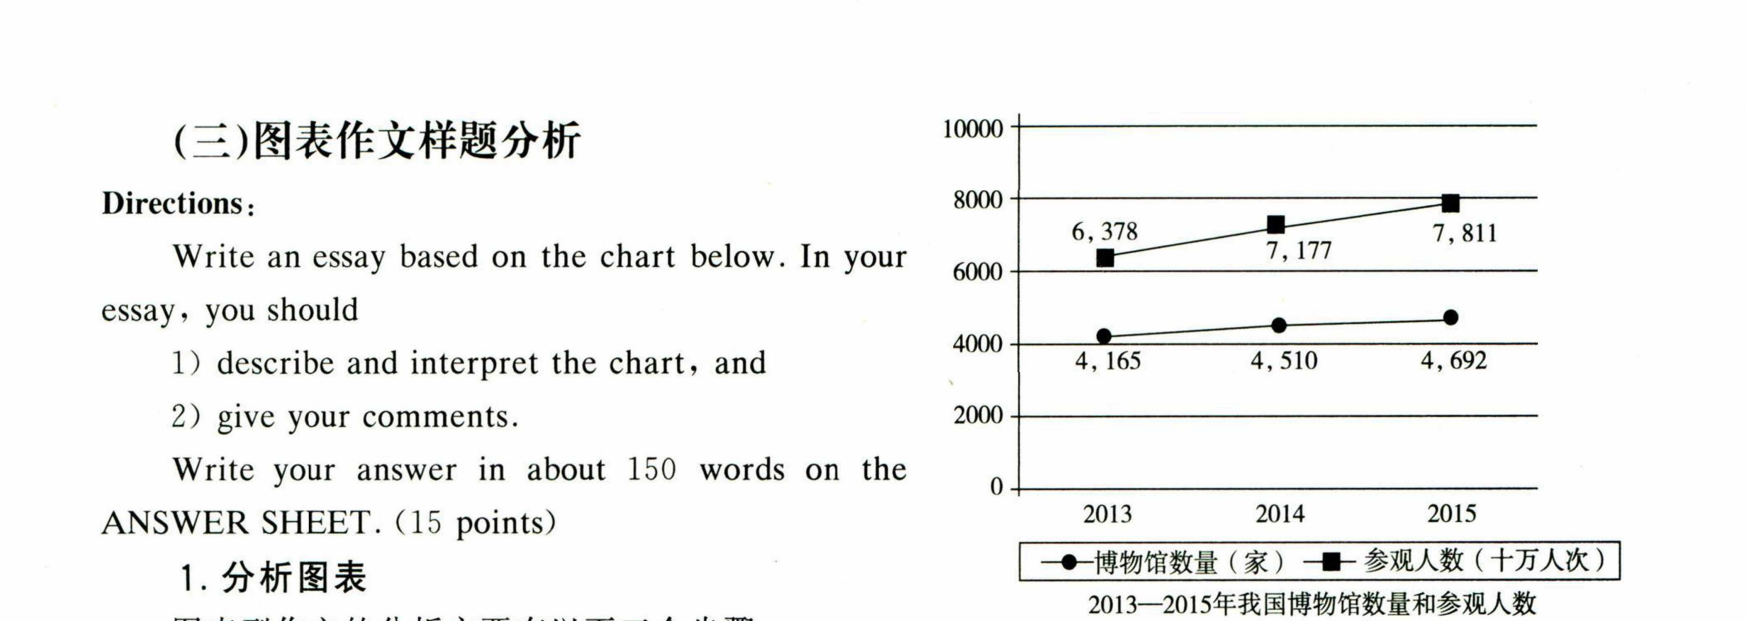 (三)图表作文样题分析
Directions:
Write an essay based on the chart below. In your
essay, you should
1) describe and interpret the chart, and
2) give your comments.
Write your answer in about 150 words on the
ANSWER SHEET. (15 points)
1. 分析图表
10000
8000
6000
4000
2000
0
6,378
7,177
7,811
4,165
4,510
4,692
2013
2014
2015
博物馆数量(家) 参观人数(十万人次)
2013—2015年我国博物馆数量和参观人数